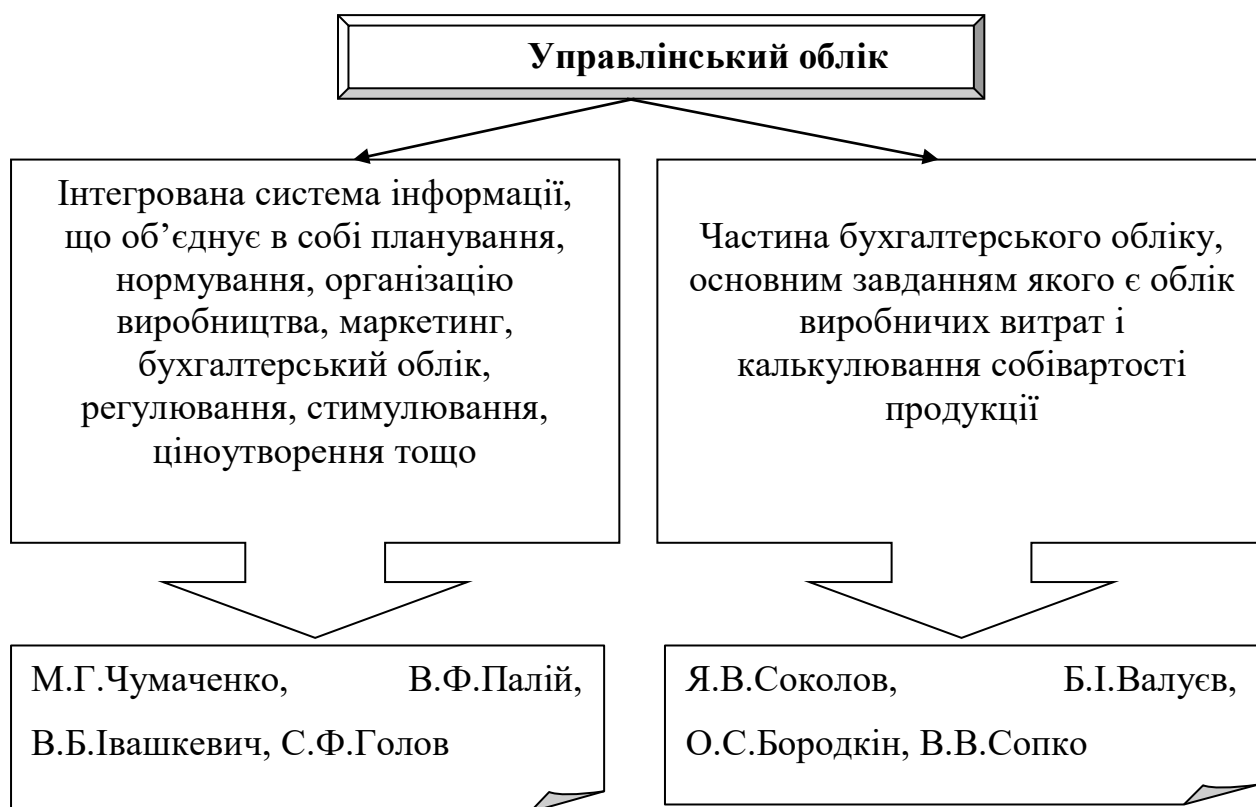 Управлінський облік
Інтегрована система інформації,
що об’єднує в собі планування,
нормування, організацію
виробництва, маркетинг,
бухгалтерський облік,
регулювання, стимулювання,
ціноутворення тощо
Частина бухгалтерського обліку,
основним завданням якого є облік
виробничих витрат і
калькулювання собівартості
продукції
М.Г.Чумаченко, В.Ф.Палій,
В.Б.Івашкевич, С.Ф.Голов
Я.В.Соколов, Б.І.Валуєв,
О.С.Бородкін, В.В.Сопко